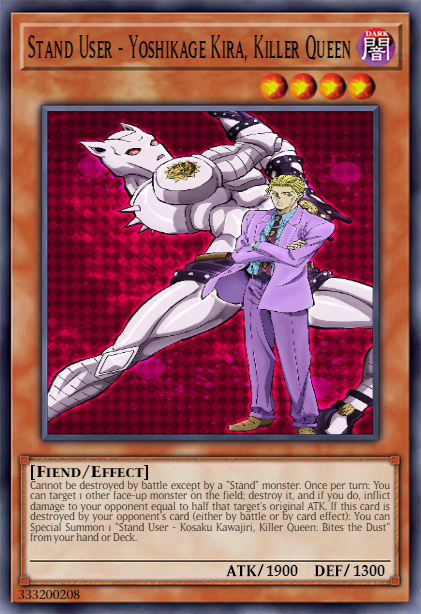 Stand User - Yoshikage Kira, Killer Queen
DARK
闇
[Fiend/Effect]
Cannot be destroyed by battle except by a "Stand" monster. Once per turn: You
can target 1 other face-up monster on the field; destroy it, and if you do, inflict
damage to your opponent equal to half that target's original ATK. If this card is
destroyed by your opponent's card (either by battle or by card effect): You can
Special Summon 1 "Stand User - Kosaku Kawajiri, Killer Queen: Bites the Dust"
from your hand or Deck.
ATK/1900 DEF/1300
333200208